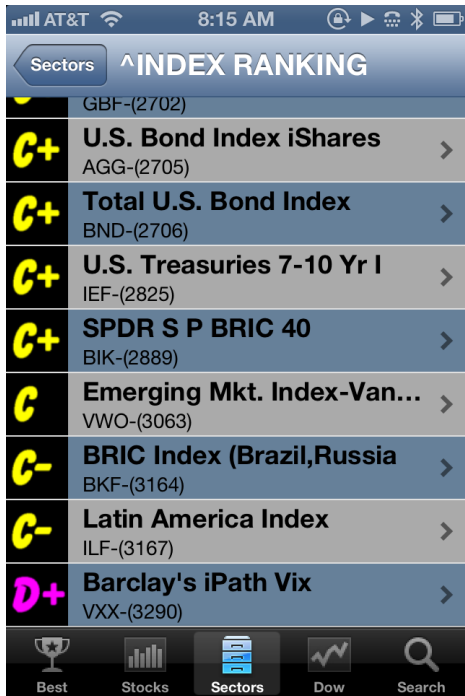 AT&T 8:15 AM
Sectors ^INDEX RANKING
GBF-(2702)
C+ U.S. Bond Index iShares
AGG-(2705)
C+ Total U.S. Bond Index
BND-(2706)
C+ U.S. Treasuries 7-10 Yr I
IEF-(2825)
C+ SPDR S P BRIC 40
BIK-(2889)
C Emerging Mkt. Index-Van...
VWO-(3063)
C- BRIC Index (Brazil,Russia
BKF-(3164)
C- Latin America Index
ILF-(3167)
D+ Barclay's iPath Vix
VXX-(3290)
Best Stocks Sectors Dow Search